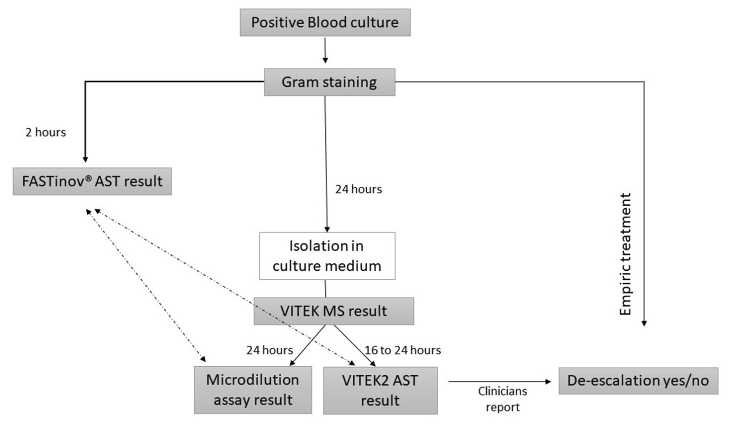 Positive Blood culture
Gram staining
2 hours
FASTinov® AST result
24 hours
Empiric treatment
Isolation in
culture medium
VITEK MS result
24 hours
16 to 24 hours
Microdilution
assay result
VITEK2 AST
result
Clinicians
report
De-escalation yes/no